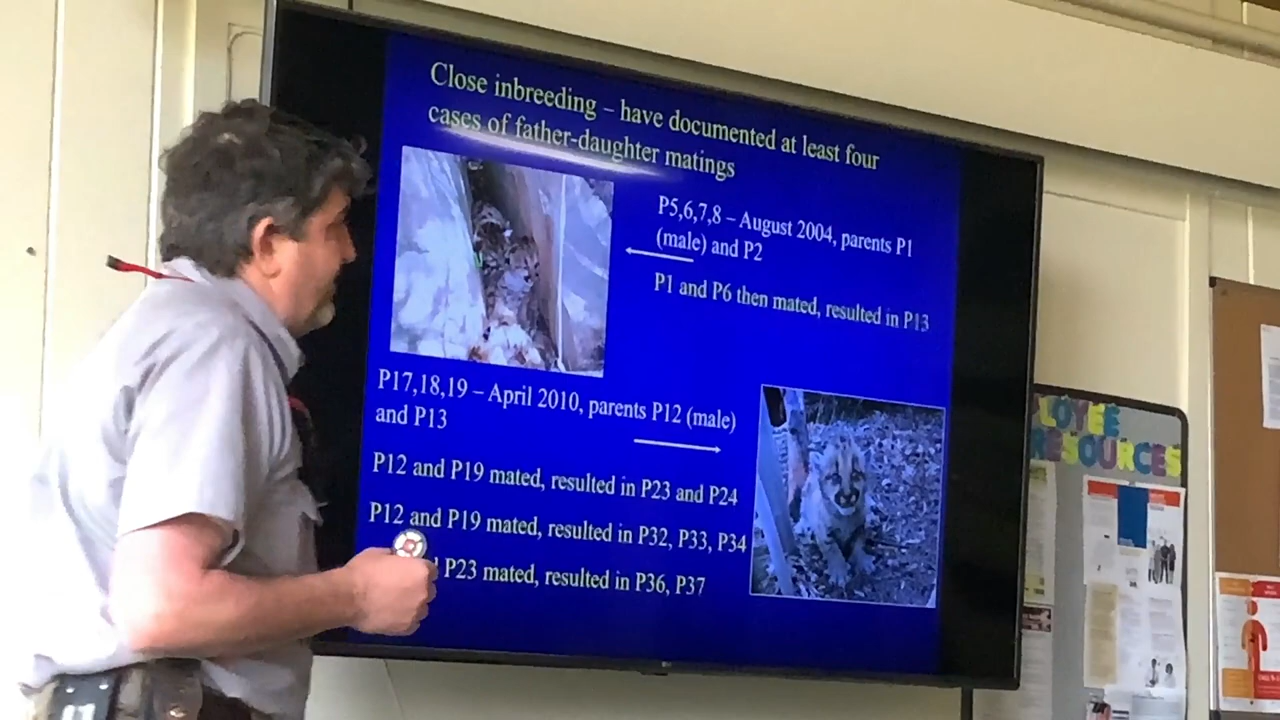 Close inbreeding – have documented at least four
cases of father-daughter matings
P5,6,7,8 – August 2004, parents P1
(male) and P2
P1 and P6 then mated, resulted in P13
P17,18,19 – April 2010, parents P12 (male)
and P13
P12 and P19 mated, resulted in P23 and P24
P12 and P19 mated, resulted in P32, P33, P34
P23 mated, resulted in P36, P37
LOYEE
RESOURCES